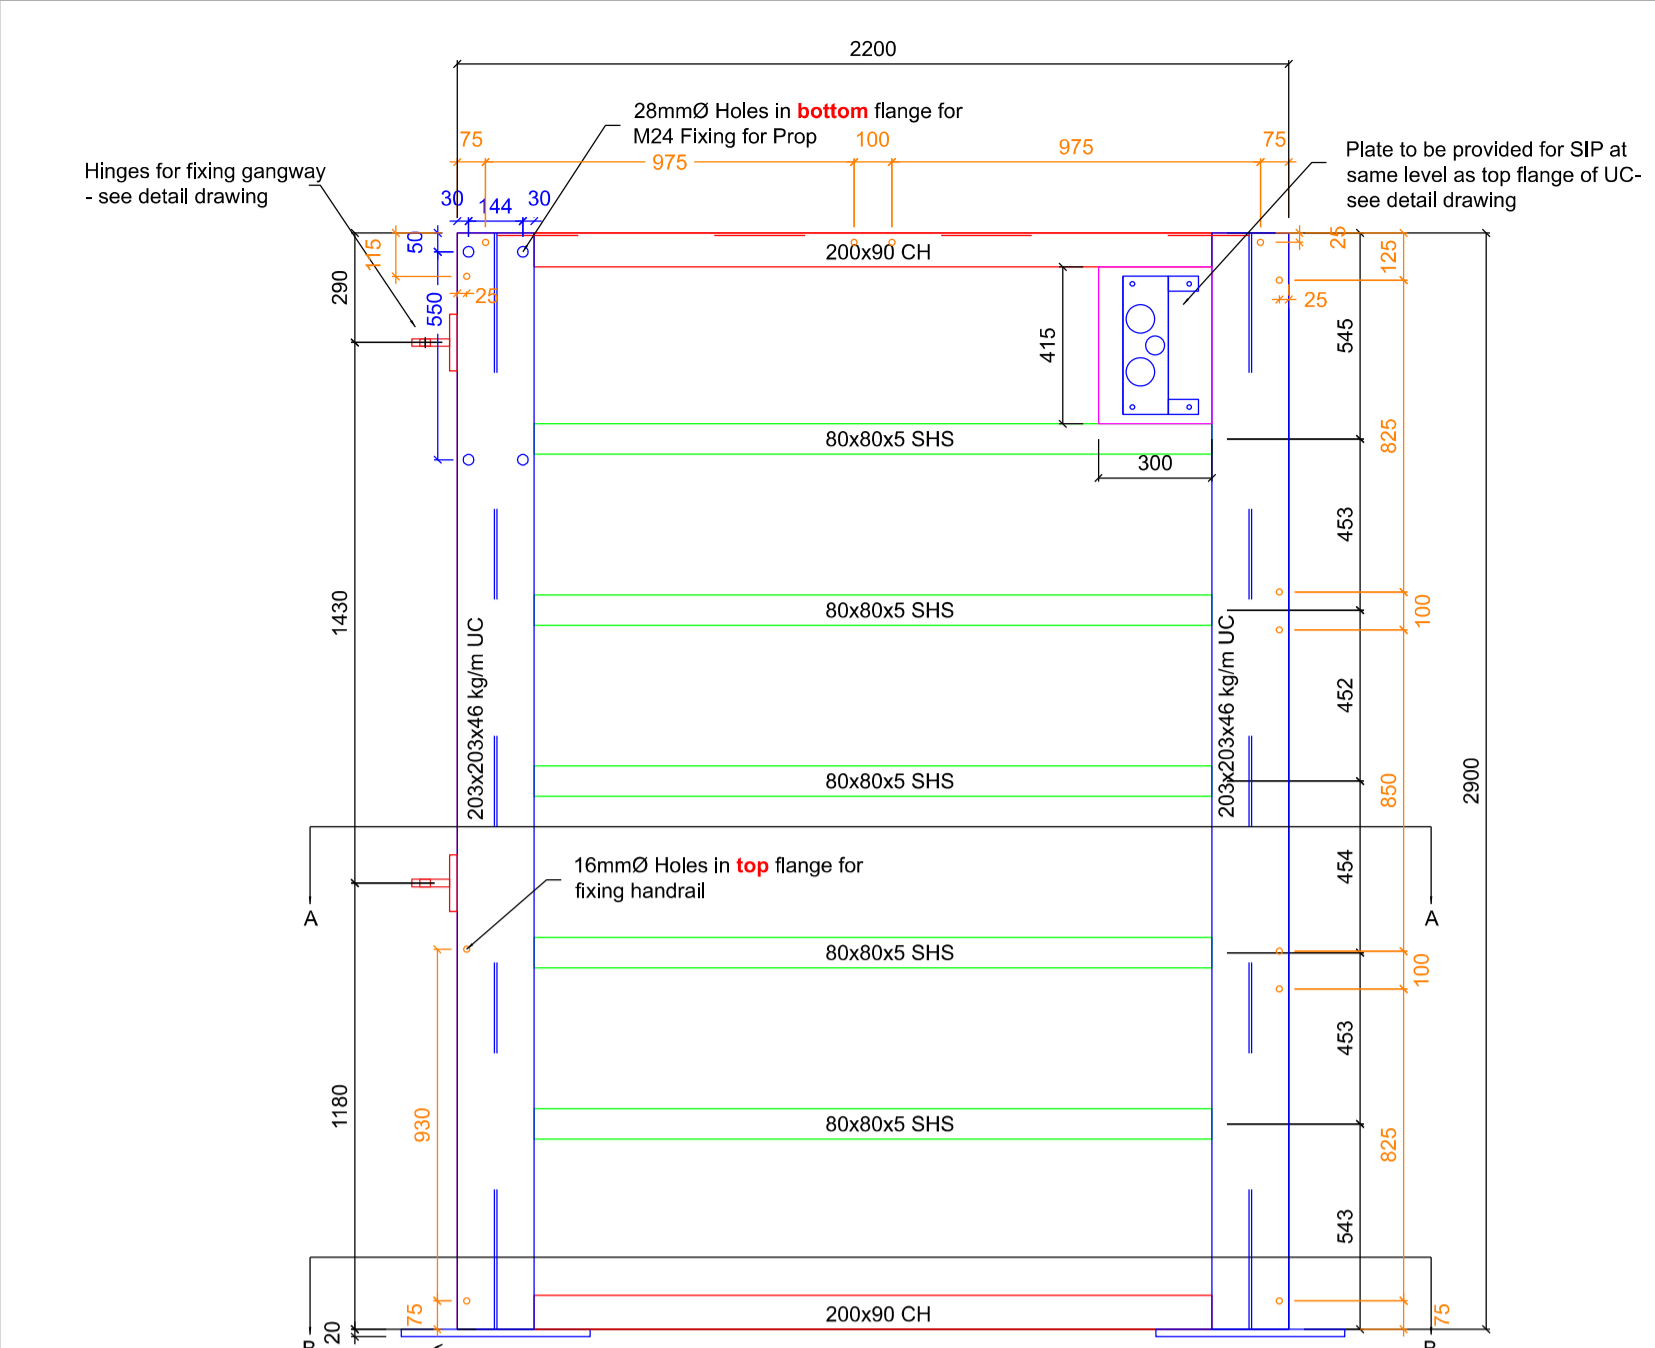 2200
28mmØ Holes in bottom flange for
M24 Fixing for Prop
75
975
100
975
75
Plate to be provided for SIP at
same level as top flange of UC-
see detail drawing
Hinges for fixing gangway
- see detail drawing
30
144
30
50
115
290
550
25
200x90 CH
25
125
25
545
415
300
825
80x80x5 SHS
453
80x80x5 SHS
100
1430
203x203x46 kg/m UC
203x203x46 kg/m UC
452
80x80x5 SHS
850
2900
16mmØ Holes in top flange for
fixing handrail
454
A
A
80x80x5 SHS
100
453
1180
930
80x80x5 SHS
825
543
75
200x90 CH
75
20